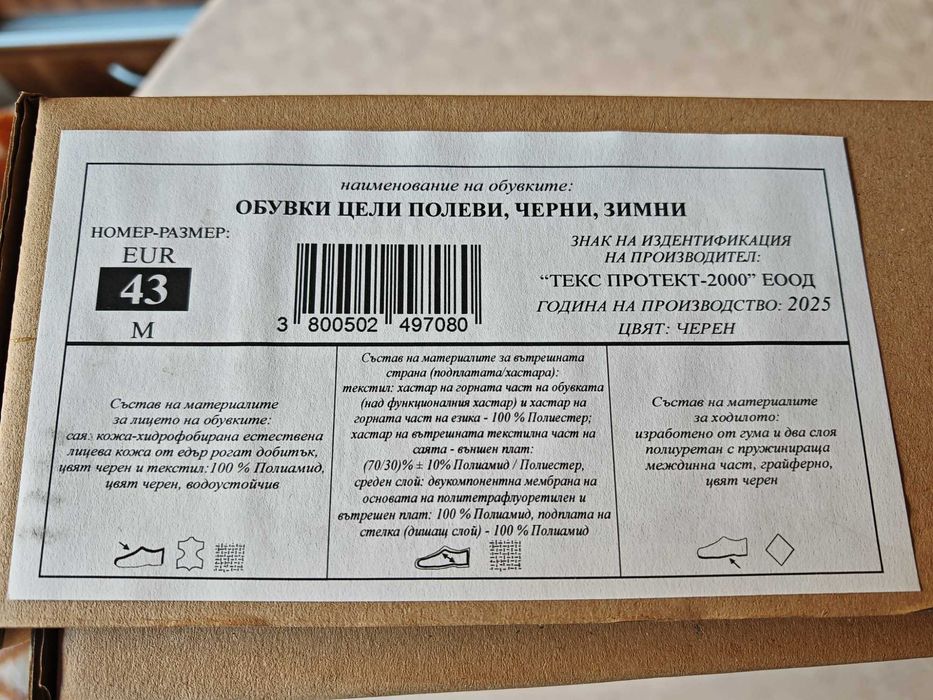 наименование на обувките:
ОБУВКИ ЦЕЛИ ПОЛЕВИ, ЧЕРНИ, ЗИМНИ
НОМЕР-РАЗМЕР:
EUR
43
M
3 800502 497080
ЗНАК НА ИЗДЕНТИФИКАЦИЯ
НА ПРОИЗВОДИТЕЛ:
“ТЕКС ПРОТЕКТ-2000” ЕООД
ГОДИНА НА ПРОИЗВОДСТВО: 2025
ЦВЯТ: ЧЕРЕН
Състав на материалите
за лицето на обувките:
сая: кожа-хидрофобирана естествена
лицева кожа от едър рогат добитък,
цвят черен и текстил: 100 % Полиамид,
цвят черен, водоустойчив
Състав на материалите за вътрешната
страна (подплатата/хастара):
текстил: хастар на горната част на обувката
(над функционалния хастар) и хастар на
горната част на езика - 100 % Полиестер;
хастар на вътрешната текстилна част на
саята - външен плат:
(70/30)% ± 10% Полиамид / Полиестер,
среден слой: двукомпонентна мембрана на
основата на политетрафлуоретилен и
вътрешен плат: 100 % Полиамид, подплата на
стелка (дишащ слой) - 100 % Полиамид
Състав на материалите
за ходилото:
изработено от гума и два слоя
полиуретан с пружинираща
междинна част, грайферно,
цвят черен